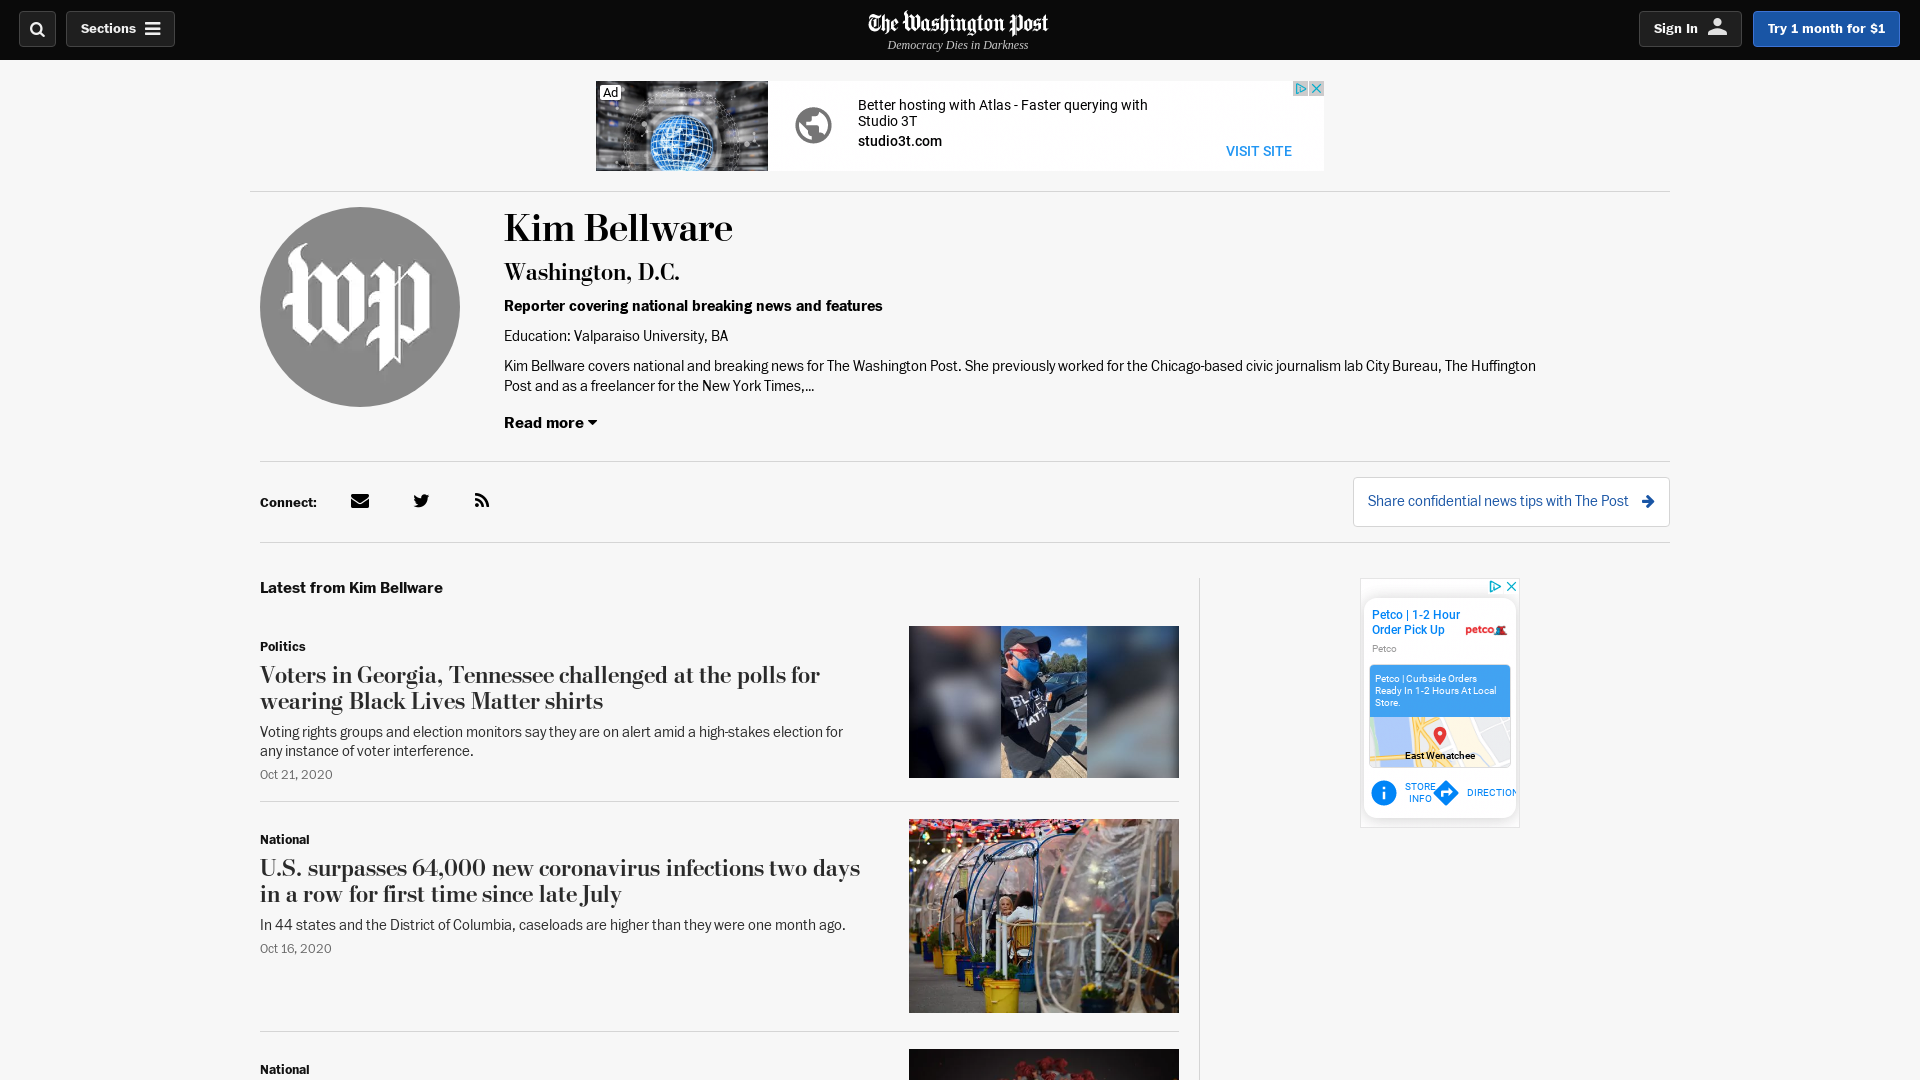 Sections
The Washington Post
Democracy Dies in Darkness
Sign In
Try 1 month for $1
Ad
Better hosting with Atlas - Faster querying with
Studio 3T
studio3t.com
VISIT SITE
wp
Kim Bellware
Washington, D.C.
Reporter covering national breaking news and features
Education: Valparaiso University, BA
Kim Bellware covers national and breaking news for The Washington Post. She previously worked for the Chicago-based civic journalism lab City Bureau, The Huffington
Post and as a freelancer for the New York Times,...
Read more
Connect:
Share confidential news tips with The Post
Latest from Kim Bellware
Politics
Voters in Georgia, Tennessee challenged at the polls for
wearing Black Lives Matter shirts
Voting rights groups and election monitors say they are on alert amid a high-stakes election for
any instance of voter interference.
Oct 21, 2020
BLACK
LIVES
MATTER
National
U.S. surpasses 64,000 new coronavirus infections two days
in a row for first time since late July
In 44 states and the District of Columbia, caseloads are higher than they were one month ago.
Oct 16, 2020
National
Petco | 1-2 Hour
Order Pick Up
petco
Petco
Petco | Curbside Orders
Ready In 1-2 Hours At Local
Store.
East Wenatchee
STORE
INFO
DIRECTION